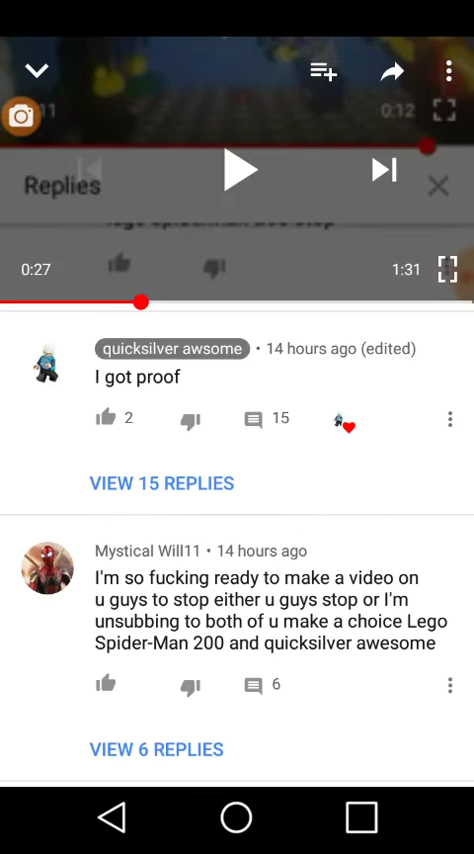 11
0:12
Replies
0:27
1:31
quicksilver awsome • 14 hours ago (edited)
I got proof
2
15
VIEW 15 REPLIES
Mystical Will11 • 14 hours ago
I'm so fucking ready to make a video on
u guys to stop either u guys stop or I'm
unsubbing to both of u make a choice Lego
Spider-Man 200 and quicksilver awesome
6
VIEW 6 REPLIES